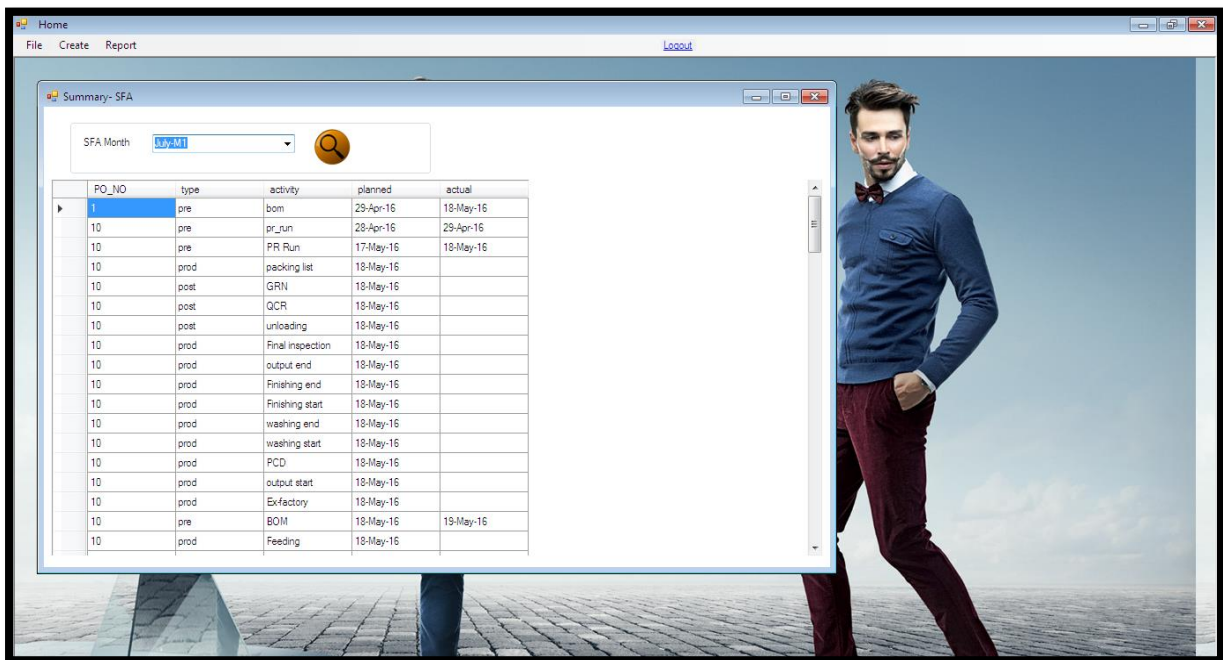 Home
File Create Report Logout
Summary- SFA
SFA Month July-M1
PO_NO type activity planned actual
1 pre bom 29-Apr-16 18-May-16
10 pre pr_run 28-Apr-16 29-Apr-16
10 pre PR Run 17-May-16 18-May-16
10 prod packing list 18-May-16
10 post GRN 18-May-16
10 post QCR 18-May-16
10 post unloading 18-May-16
10 prod Final inspection 18-May-16
10 prod output end 18-May-16
10 prod Finishing end 18-May-16
10 prod Finishing start 18-May-16
10 prod washing end 18-May-16
10 prod washing start 18-May-16
10 prod PCD 18-May-16
10 prod output start 18-May-16
10 prod Ex-factory 18-May-16
10 pre BOM 18-May-16 19-May-16
10 prod Feeding 18-May-16